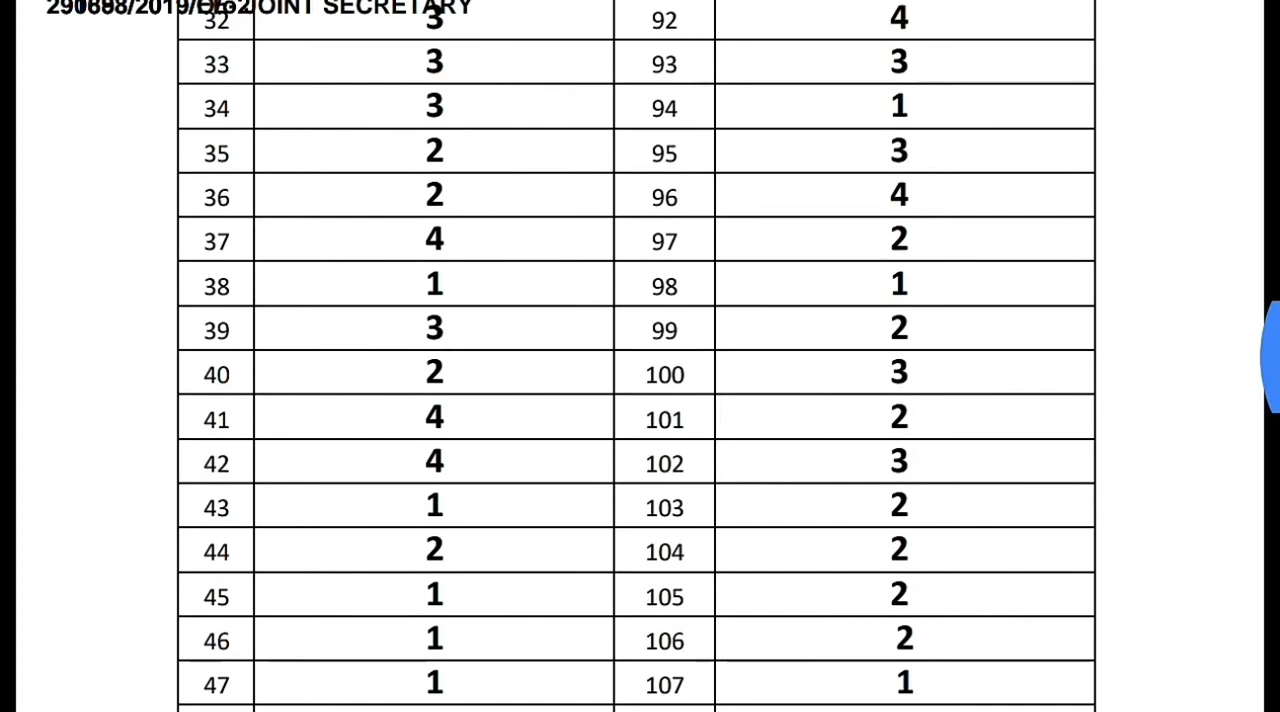 JOINT SECRETARY
32 3 92 4
33 3 93 3
34 3 94 1
35 2 95 3
36 2 96 4
37 4 97 2
38 1 98 1
39 3 99 2
40 2 100 3
41 4 101 2
42 4 102 3
43 1 103 2
44 2 104 2
45 1 105 2
46 1 106 2
47 1 107 1